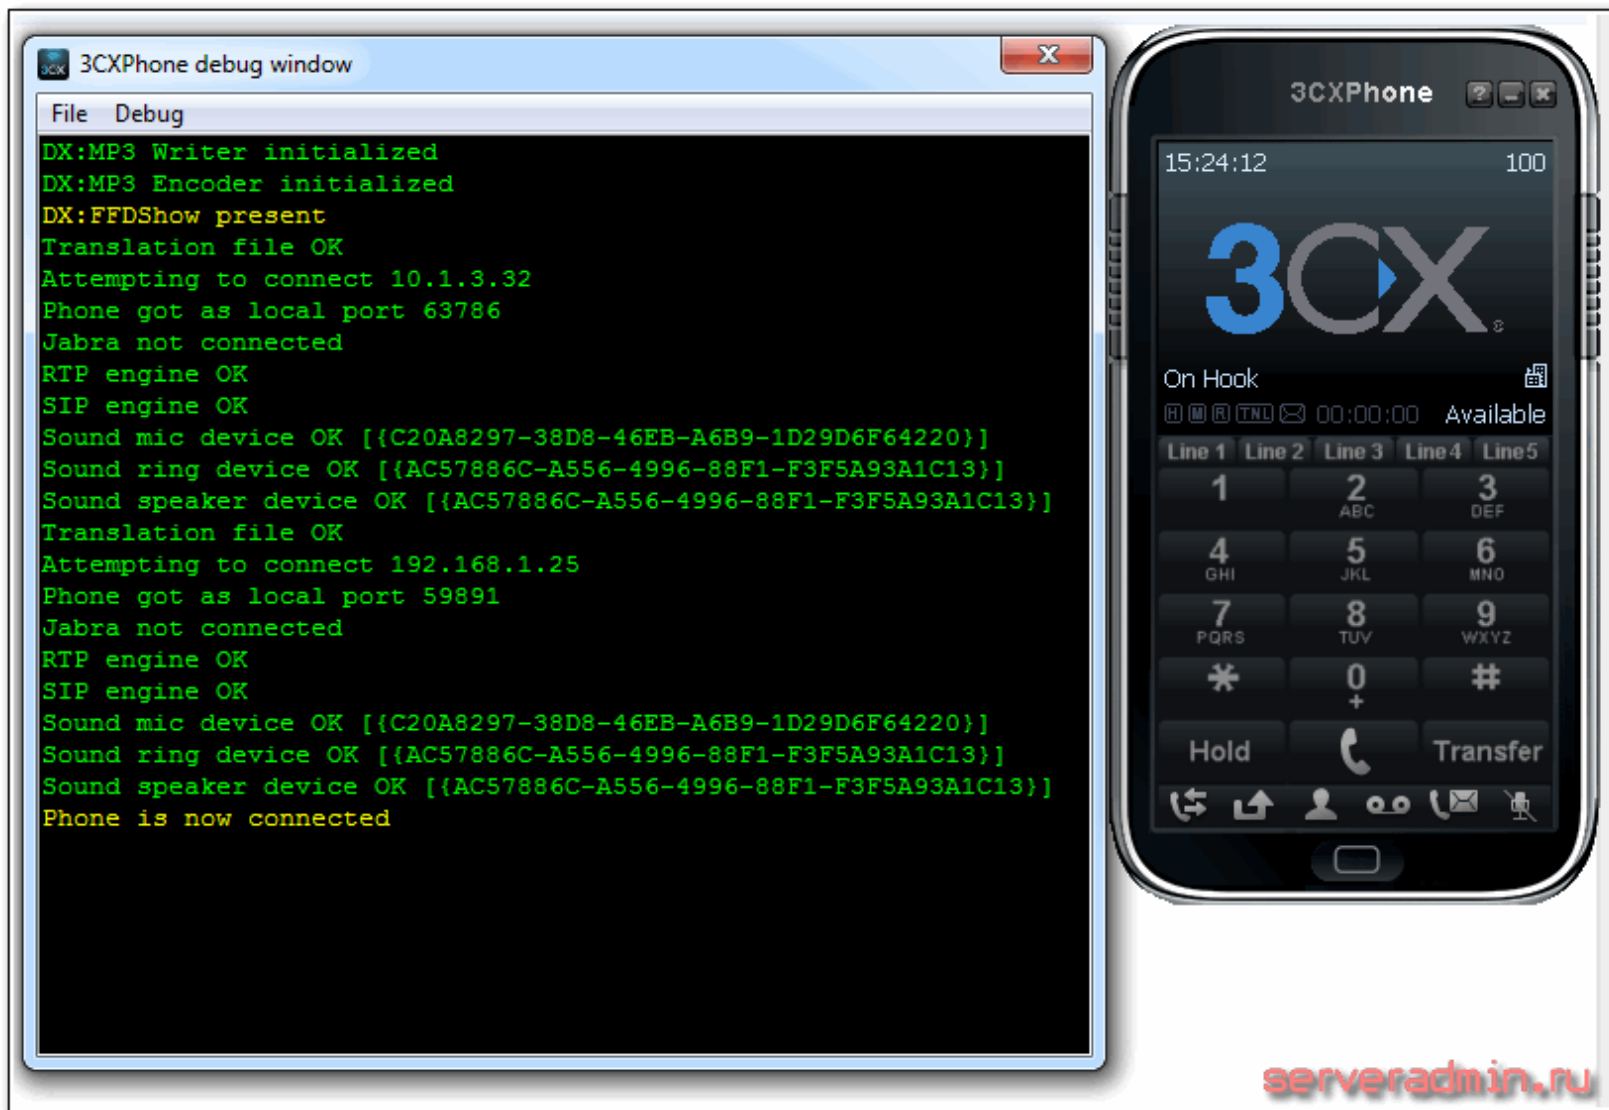 3CXPhone debug window
File Debug
DX:MP3 Writer initialized
DX:MP3 Encoder initialized
DX:FFDShow present
Translation file OK
Attempting to connect 10.1.3.32
Phone got as local port 63786
Jabra not connected
RTP engine OK
SIP engine OK
Sound mic device OK [{C20A8297-38D8-46EB-A6B9-1D29D6F64220}]
Sound ring device OK [{AC57886C-A556-4996-88F1-F3F5A93A1C13}]
Sound speaker device OK [{AC57886C-A556-4996-88F1-F3F5A93A1C13}]
Translation file OK
Attempting to connect 192.168.1.25
Phone got as local port 59891
Jabra not connected
RTP engine OK
SIP engine OK
Sound mic device OK [{C20A8297-38D8-46EB-A6B9-1D29D6F64220}]
Sound ring device OK [{AC57886C-A556-4996-88F1-F3F5A93A1C13}]
Sound speaker device OK [{AC57886C-A556-4996-88F1-F3F5A93A1C13}]
Phone is now connected
3CXPhone
15:24:12 100
3CX®
On Hook
H M R TNL 00:00:00 Available
Line 1 Line 2 Line 3 Line 4 Line 5
1 2 3
ABC DEF
4 5 6
GHI JKL MNO
7 8 9
PQRS TUV WXYZ
* 0 #
+
Hold Transfer
serveradmin.ru